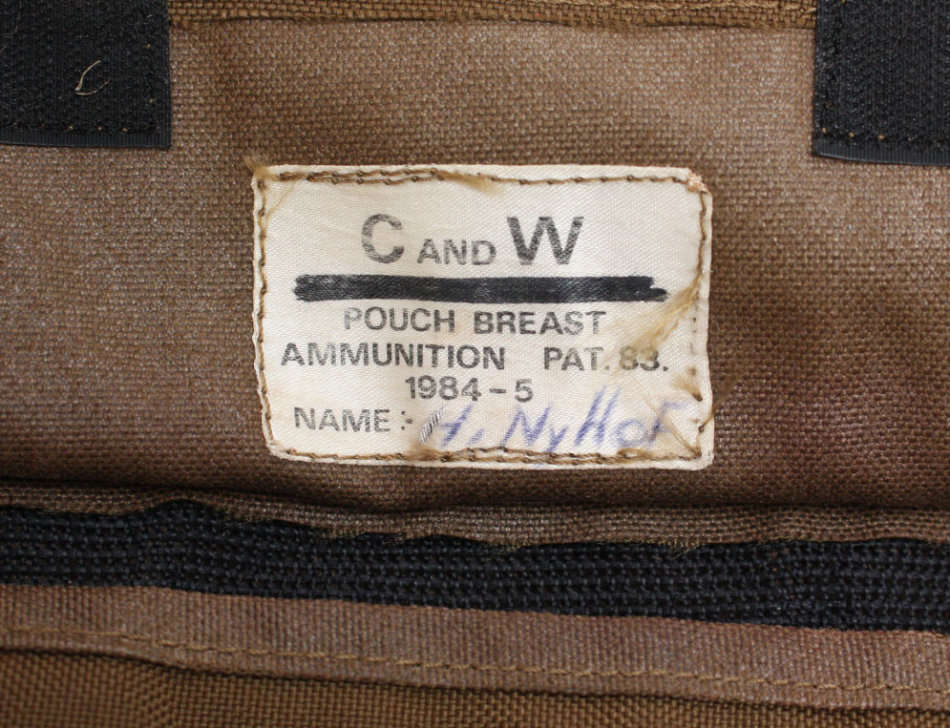 C AND W
POUCH BREAST
AMMUNITION PAT. 83.
1984-5
NAME:- H. NyHoF